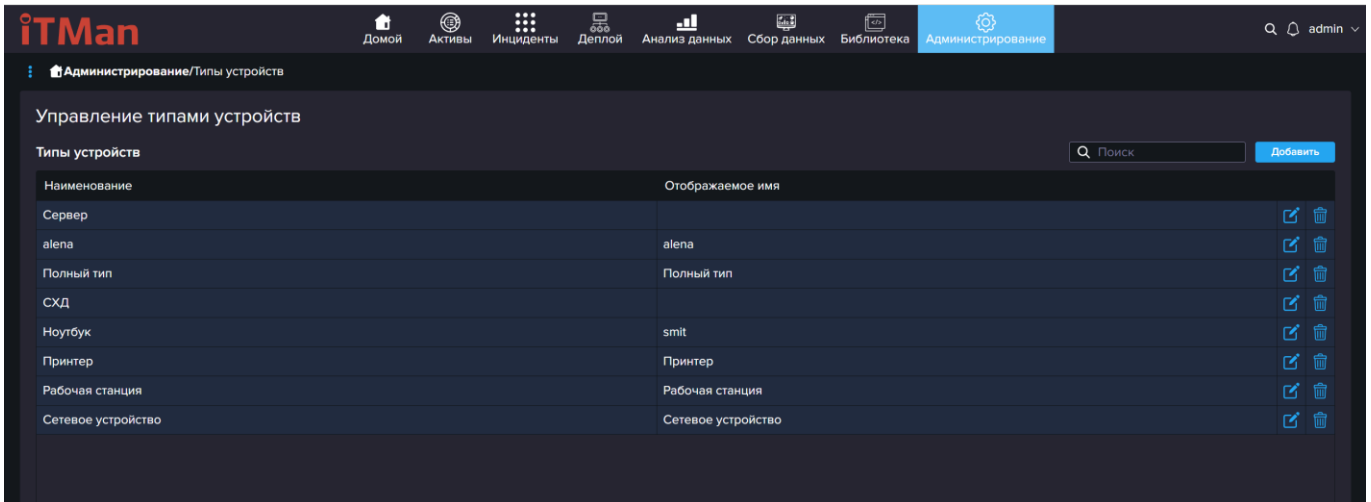 iTMan
Домой Активы Инциденты Деплой Анализ данных Сбор данных Библиотека Администрирование admin
Администрирование/Типы устройств
Управление типами устройств
Типы устройств Поиск Добавить
Наименование Отображаемое имя
Сервер
alena alena
Полный тип Полный тип
СХД
Ноутбук smit
Принтер Принтер
Рабочая станция Рабочая станция
Сетевое устройство Сетевое устройство